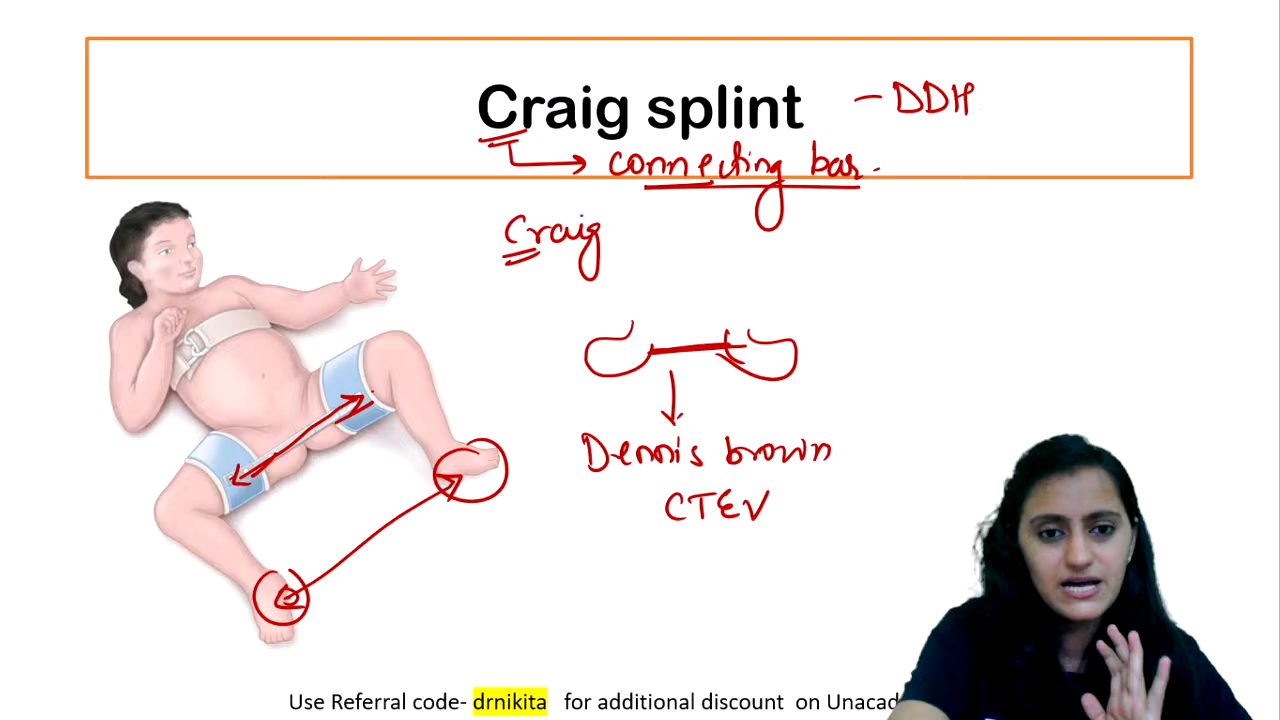 Craig splint – DDH
connecting bar.
Craig
Dennis brown
CTEV
Use Referral code- drnikita for additional discount on Unacad